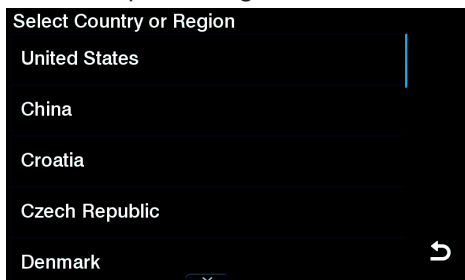 Select Country or Region
United States
China
Croatia
Czech Republic
Denmark